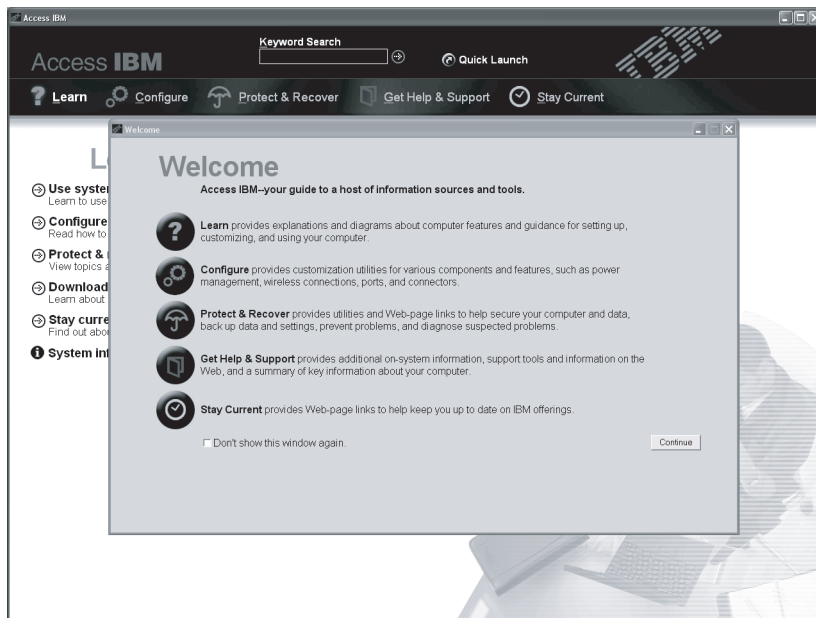 Access IBM
Keyword Search
Access IBM
Quick Launch
IBM
Learn
Configure
Protect & Recover
Get Help & Support
Stay Current
Welcome
Welcome
Access IBM--your guide to a host of information sources and tools.
Learn provides explanations and diagrams about computer features and guidance for setting up,
customizing, and using your computer.
Configure provides customization utilities for various components and features, such as power
management, wireless connections, ports, and connectors.
Protect & Recover provides utilities and Web-page links to help secure your computer and data,
back up data and settings, prevent problems, and diagnose suspected problems.
Get Help & Support provides additional on-system information, support tools and information on the
Web, and a summary of key information about your computer.
Stay Current provides Web-page links to help keep you up to date on IBM offerings.
Don't show this window again.
Continue
Use
Learn to use
Configure
Read how to
Protect &
View topics
Download
Learn about
Stay
Find out
System